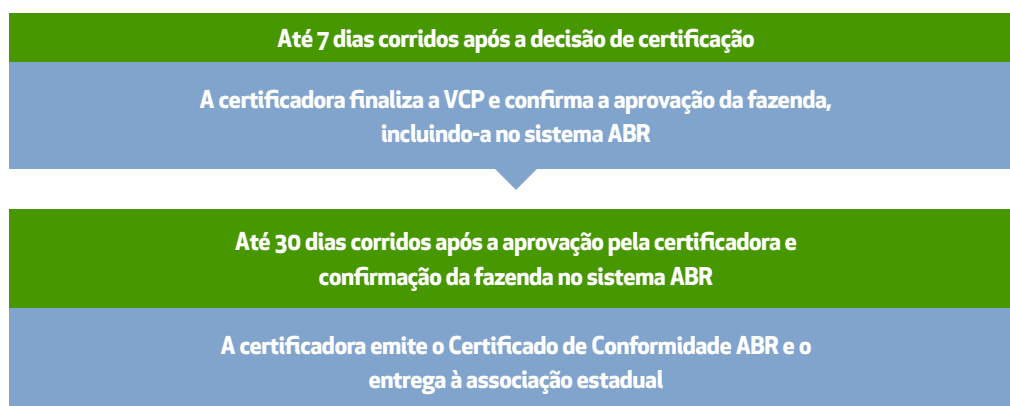 Até 7 dias corridos após a decisão de certificação
A certificadora finaliza a VCP e confirma a aprovação da fazenda,
incluindo-a no sistema ABR
Até 30 dias corridos após a aprovação pela certificadora e
confirmação da fazenda no sistema ABR
A certificadora emite o Certificado de Conformidade ABR e o
entrega à associação estadual